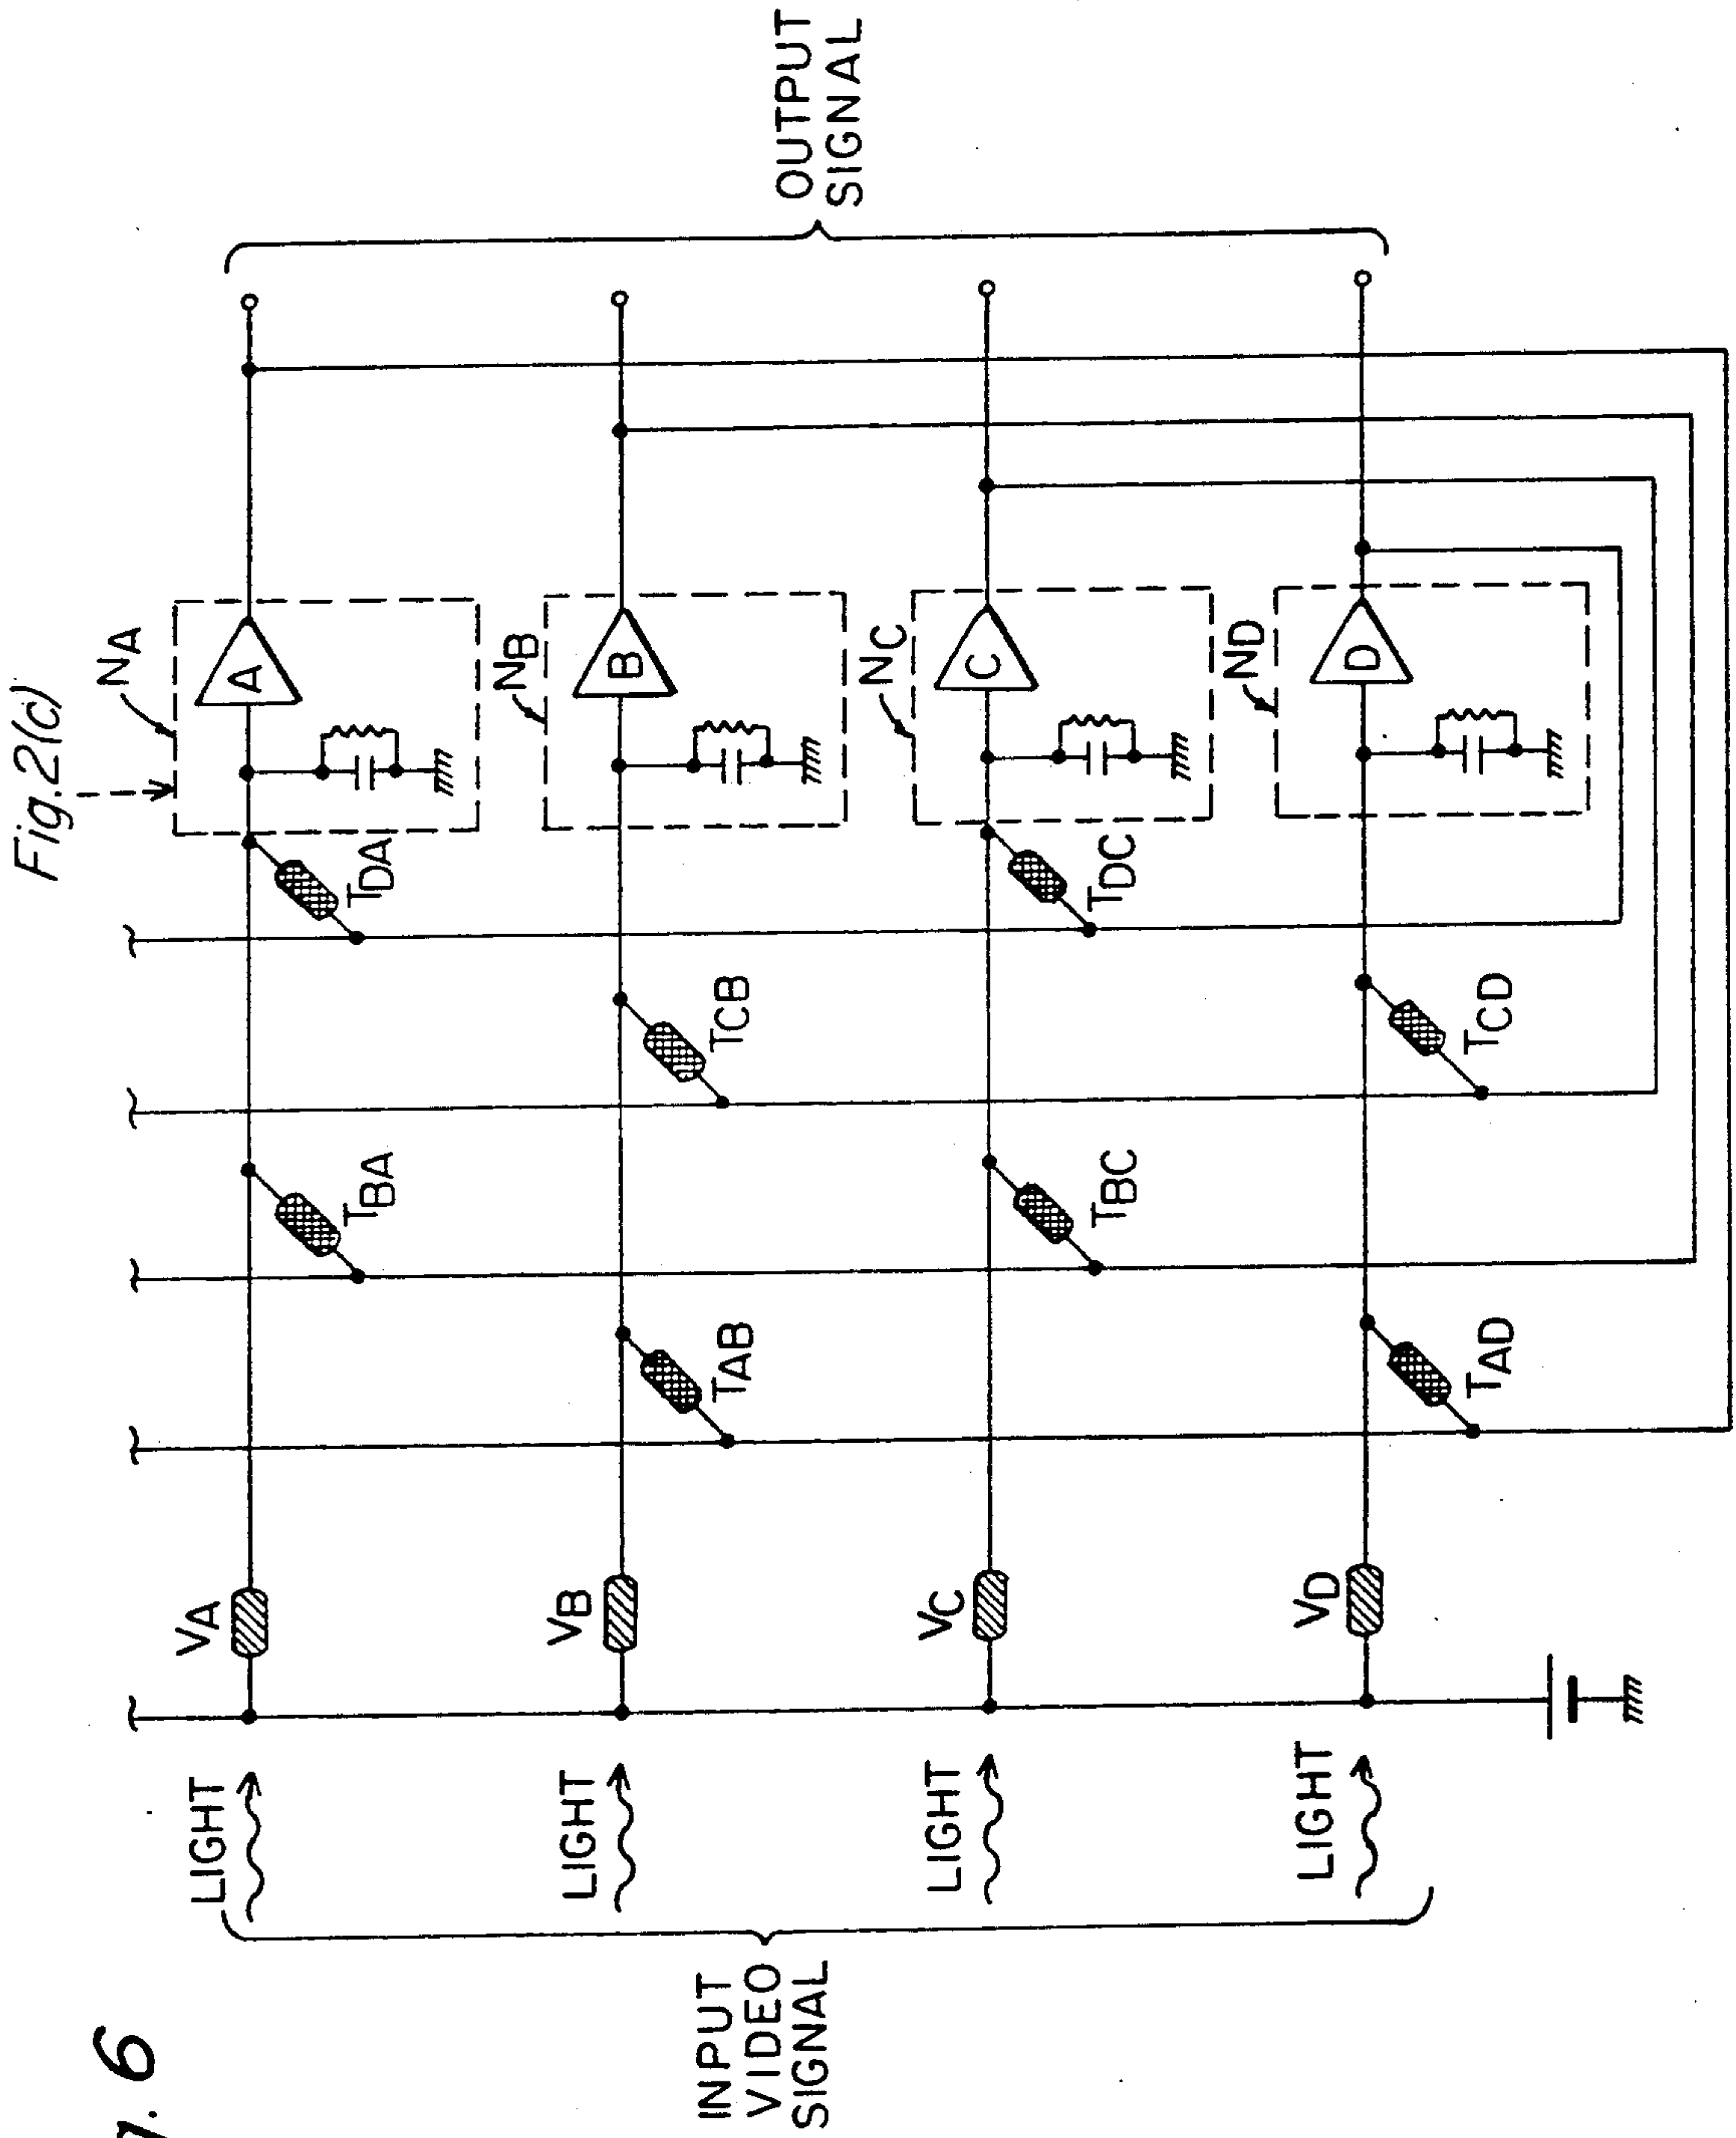 g. 6
Fig.2(c)
INPUT
VIDEO
SIGNAL
LIGHT
LIGHT
LIGHT
LIGHT
VA
VB
VC
VD
TAB
TAD
TBA
TBC
TCB
TCD
TDA
TDC
NA
NB
NC
ND
A
B
C
D
OUTPUT
SIGNAL